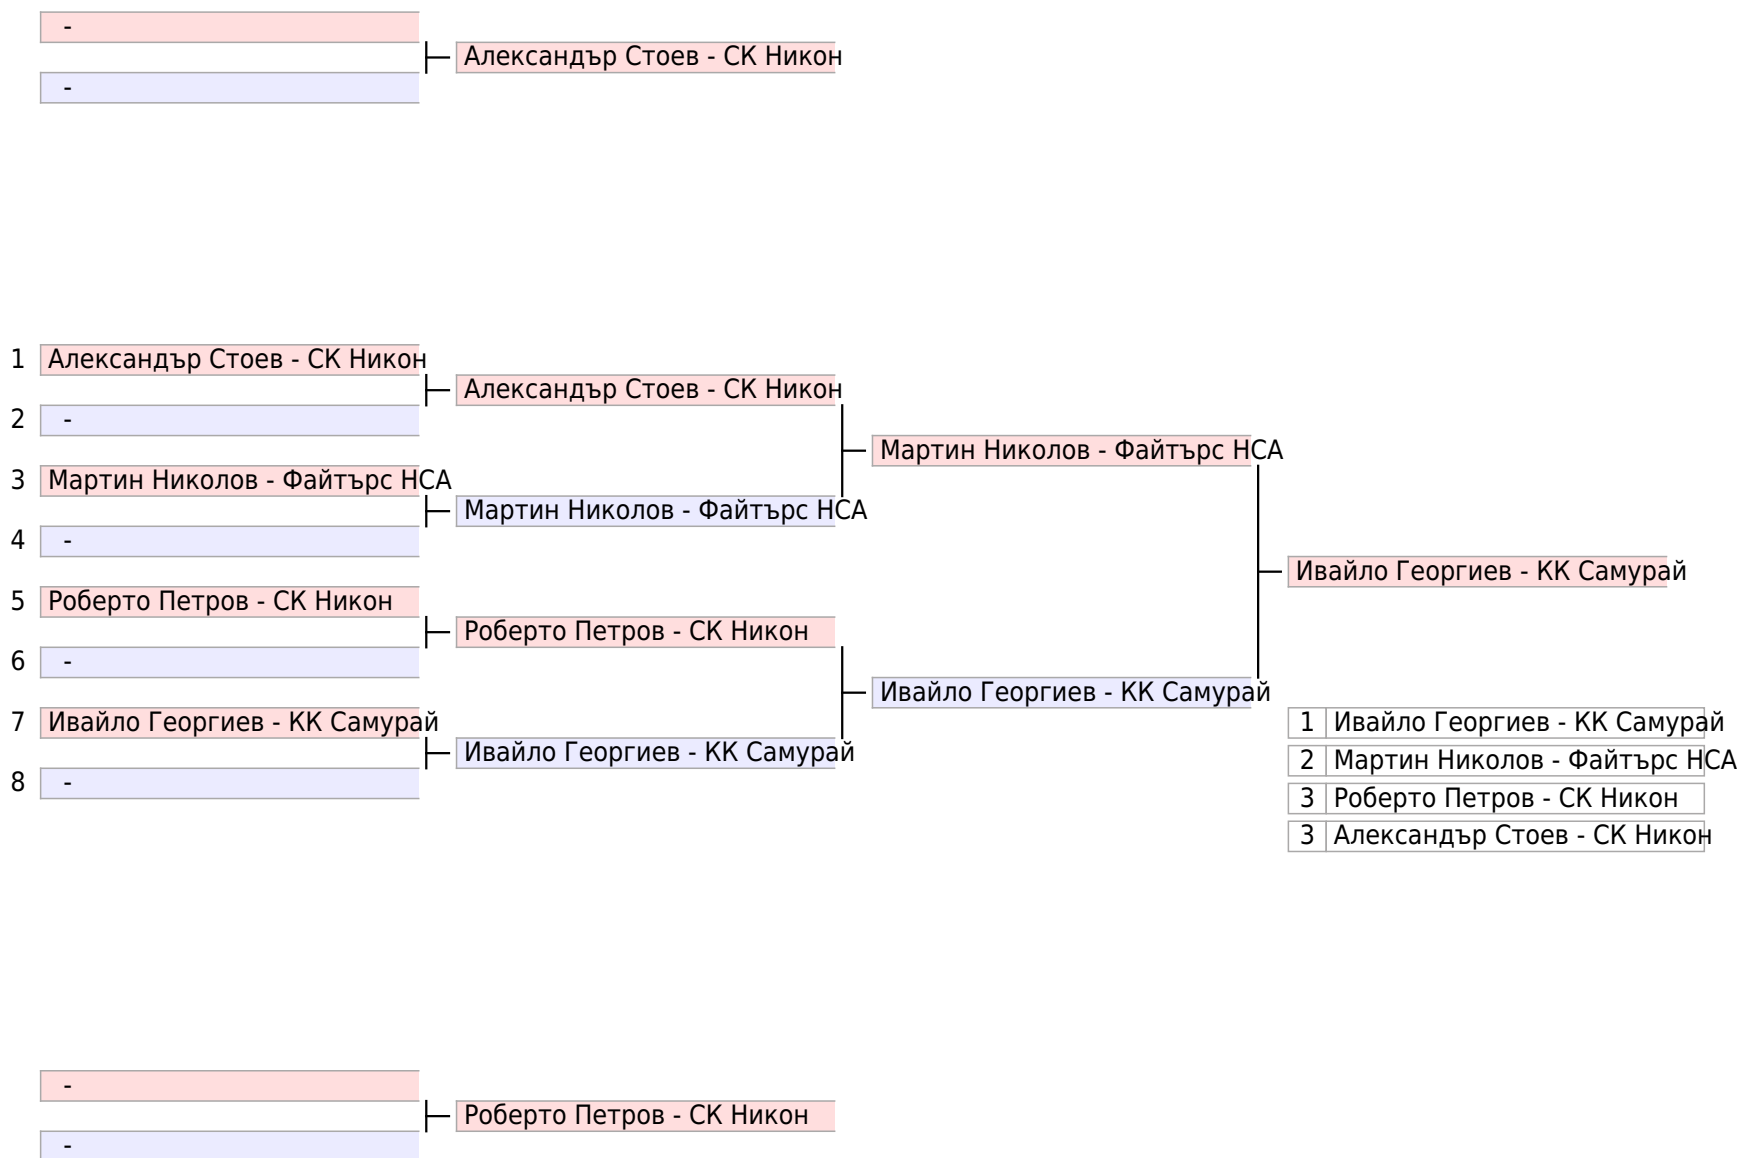 -
Александър Стоев - СК Никон
-
1 Александър Стоев - СК Никон
Александър Стоев - СК Никон
2 -
Мартин Николов - Файтърс НСА
3 Мартин Николов - Файтърс НСА
Мартин Николов - Файтърс НСА
4 -
Ивайло Георгиев - КК Самурай
5 Роберто Петров - СК Никон
Роберто Петров - СК Никон
6 -
Ивайло Георгиев - КК Самурай
7 Ивайло Георгиев - КК Самурай
1 Ивайло Георгиев - КК Самурай
Ивайло Георгиев - КК Самурай
2 Мартин Николов - Файтърс НСА
8 -
3 Роберто Петров - СК Никон
3 Александър Стоев - СК Никон
-
Роберто Петров - СК Никон
-